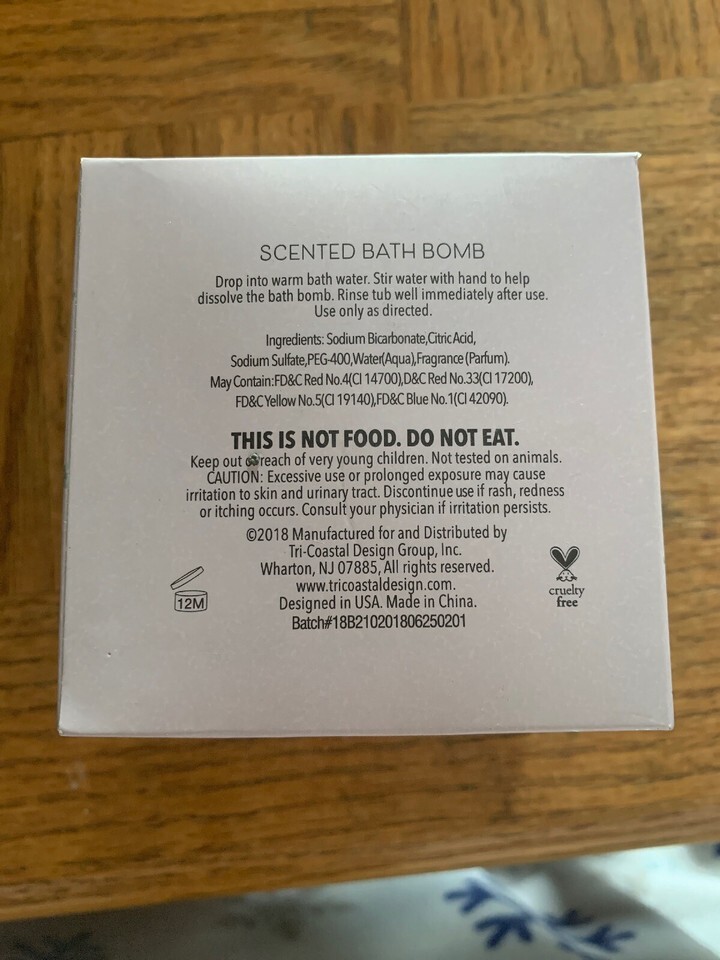 SCENTED BATH BOMB
Drop into warm bath water. Stir water with hand to help
dissolve the bath bomb. Rinse tub well immediately after use.
Use only as directed.
Ingredients: Sodium Bicarbonate,Citric Acid,
Sodium Sulfate,PEG-400,Water(Aqua),Fragrance (Parfum).
May Contain:FD&C Red No.4(CI 14700),D&C Red No.33(CI 17200),
FD&C Yellow No.5(CI 19140),FD&C Blue No.1(CI 42090).
THIS IS NOT FOOD. DO NOT EAT.
Keep out reach of very young children. Not tested on animals.
CAUTION: Excessive use or prolonged exposure may cause
irritation to skin and urinary tract. Discontinue use if rash, redness
or itching occurs. Consult your physician if irritation persists.
©2018 Manufactured for and Distributed by
Tri-Coastal Design Group, Inc.
Wharton, NJ 07885, All rights reserved.
www.tricoastaldesign.com.
Designed in USA. Made in China.
Batch#18B210201806250201
12M
cruelty
free